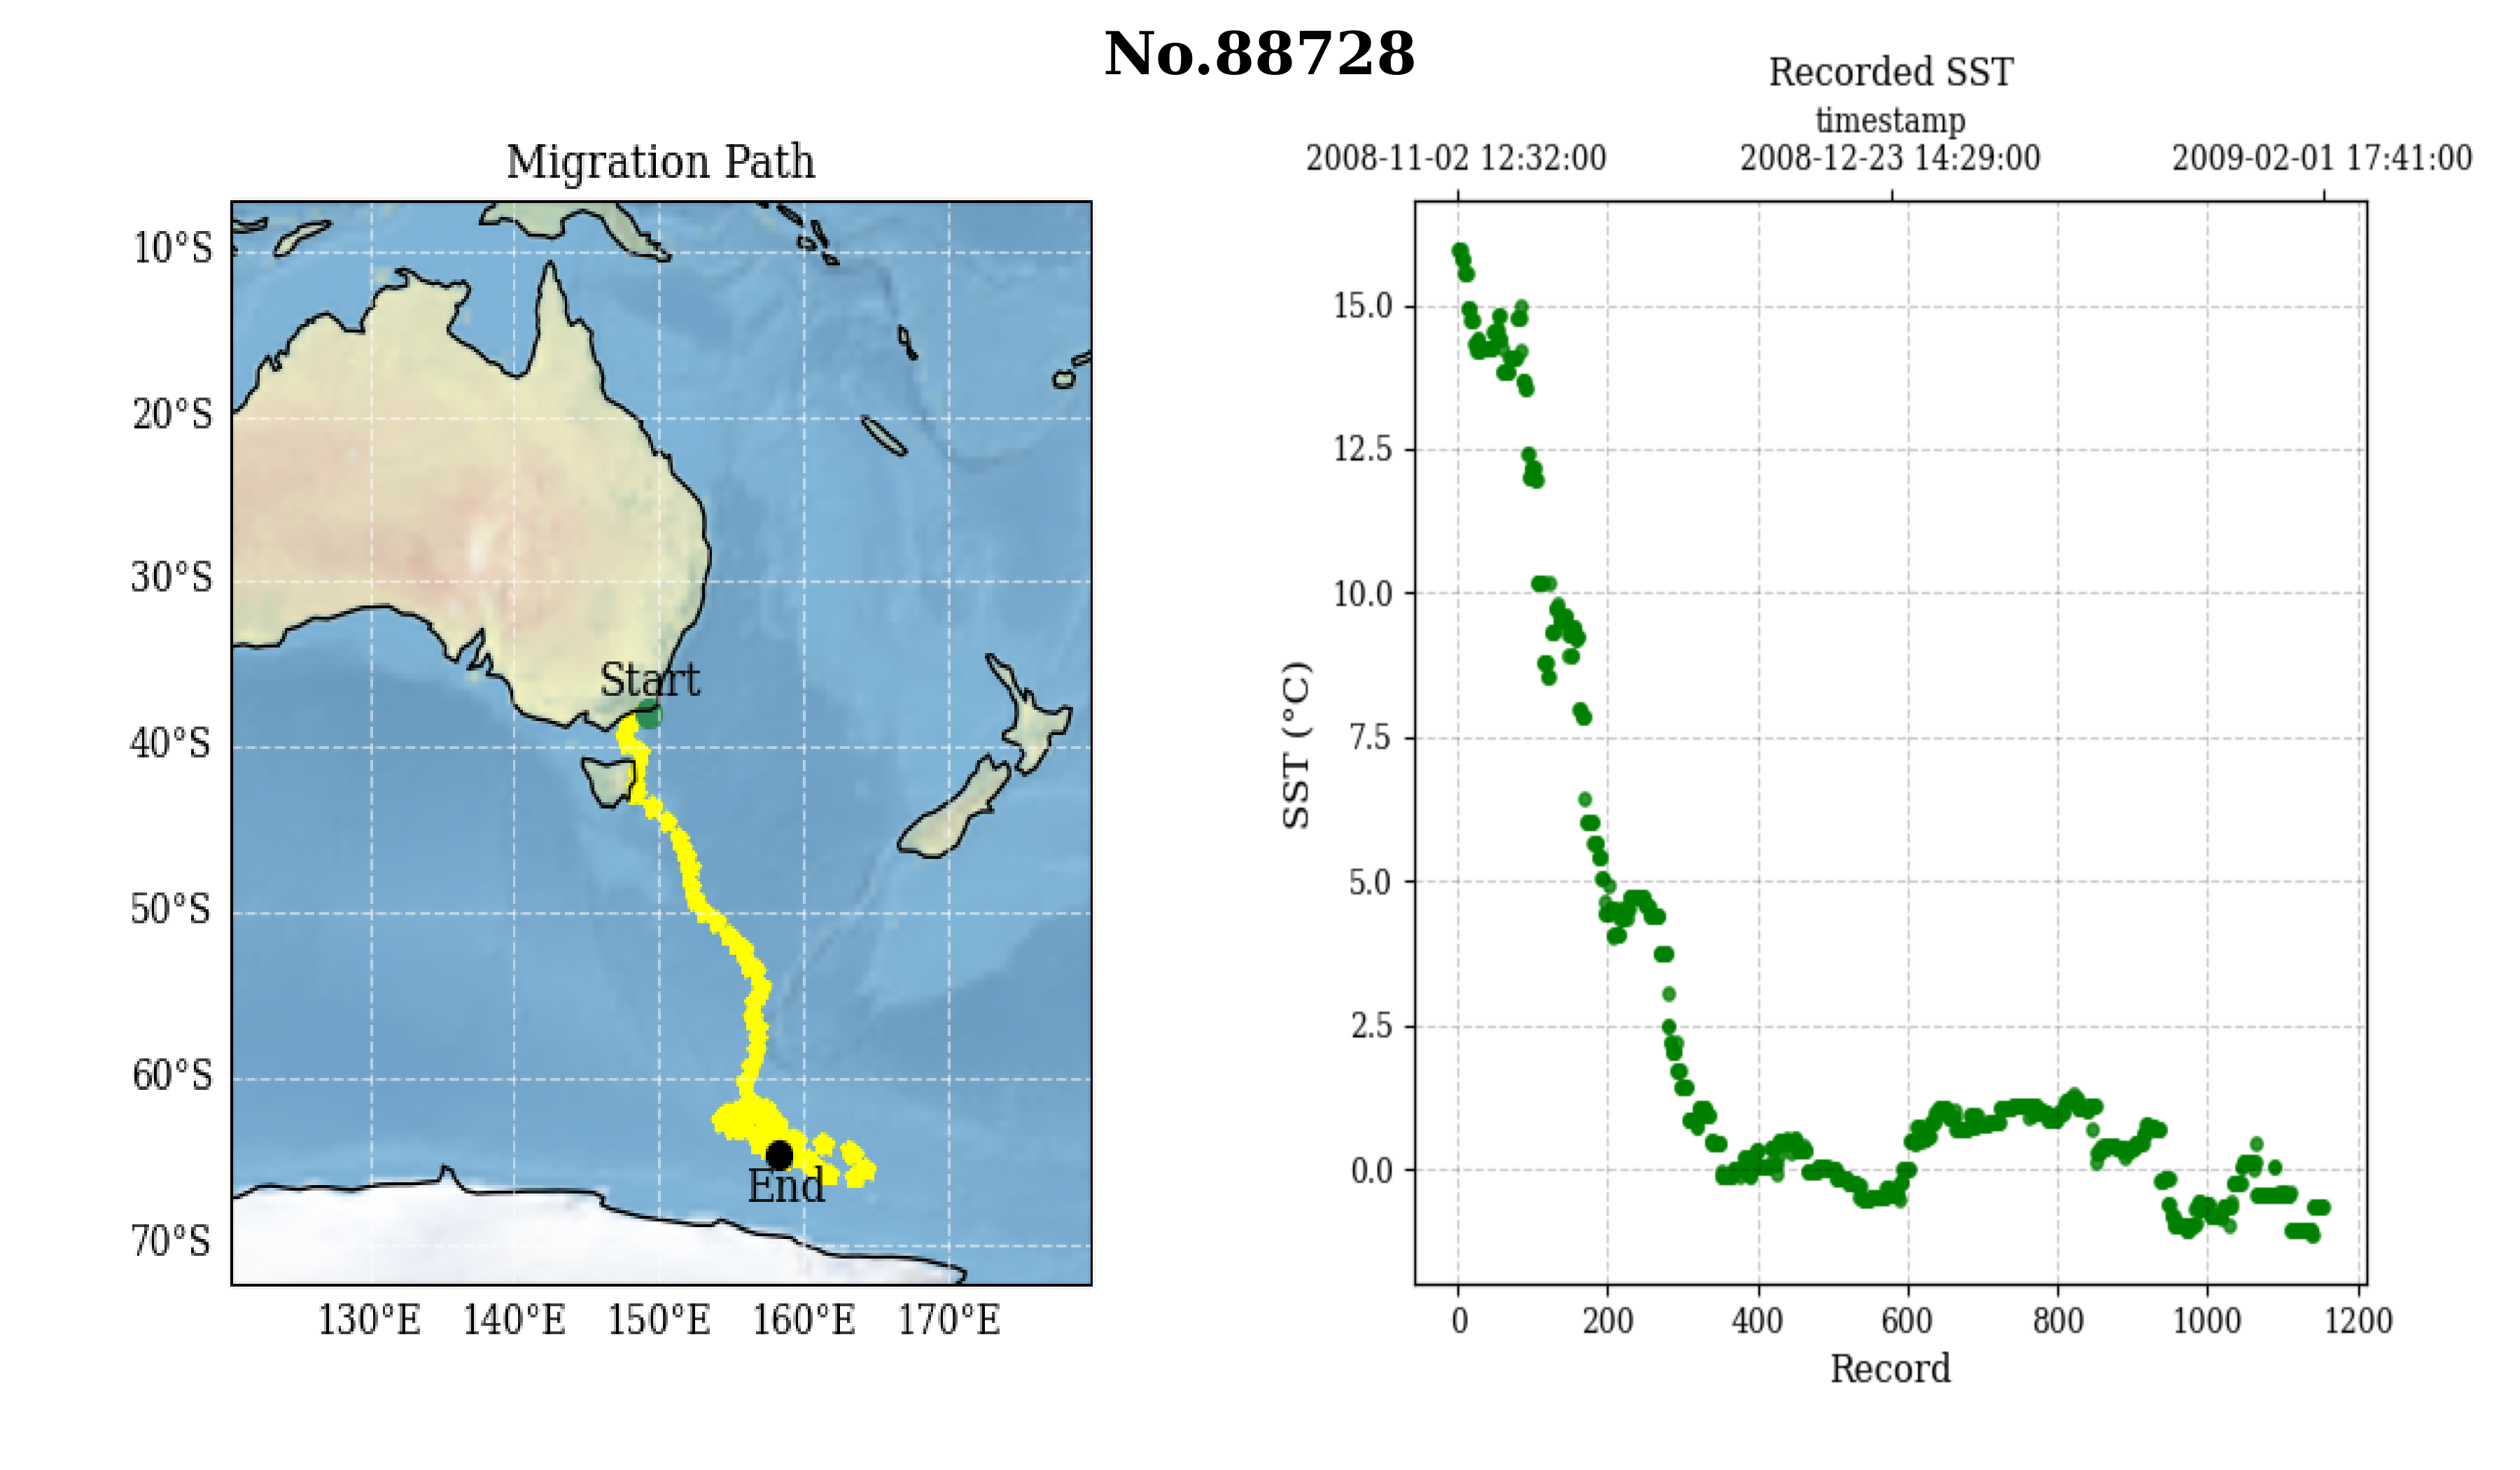 No.88728
Migration Path
10°S
20°S
30°S
40°S
50°S
60°S
70°S
Start
End
130°E 140°E 150°E 160°E 170°E
Recorded SST
timestamp
2008-11-02 12:32:00 2008-12-23 14:29:00 2009-02-01 17:41:00
SST (°C)
15.0
12.5
10.0
7.5
5.0
2.5
0.0
0 200 400 600 800 1000 1200
Record